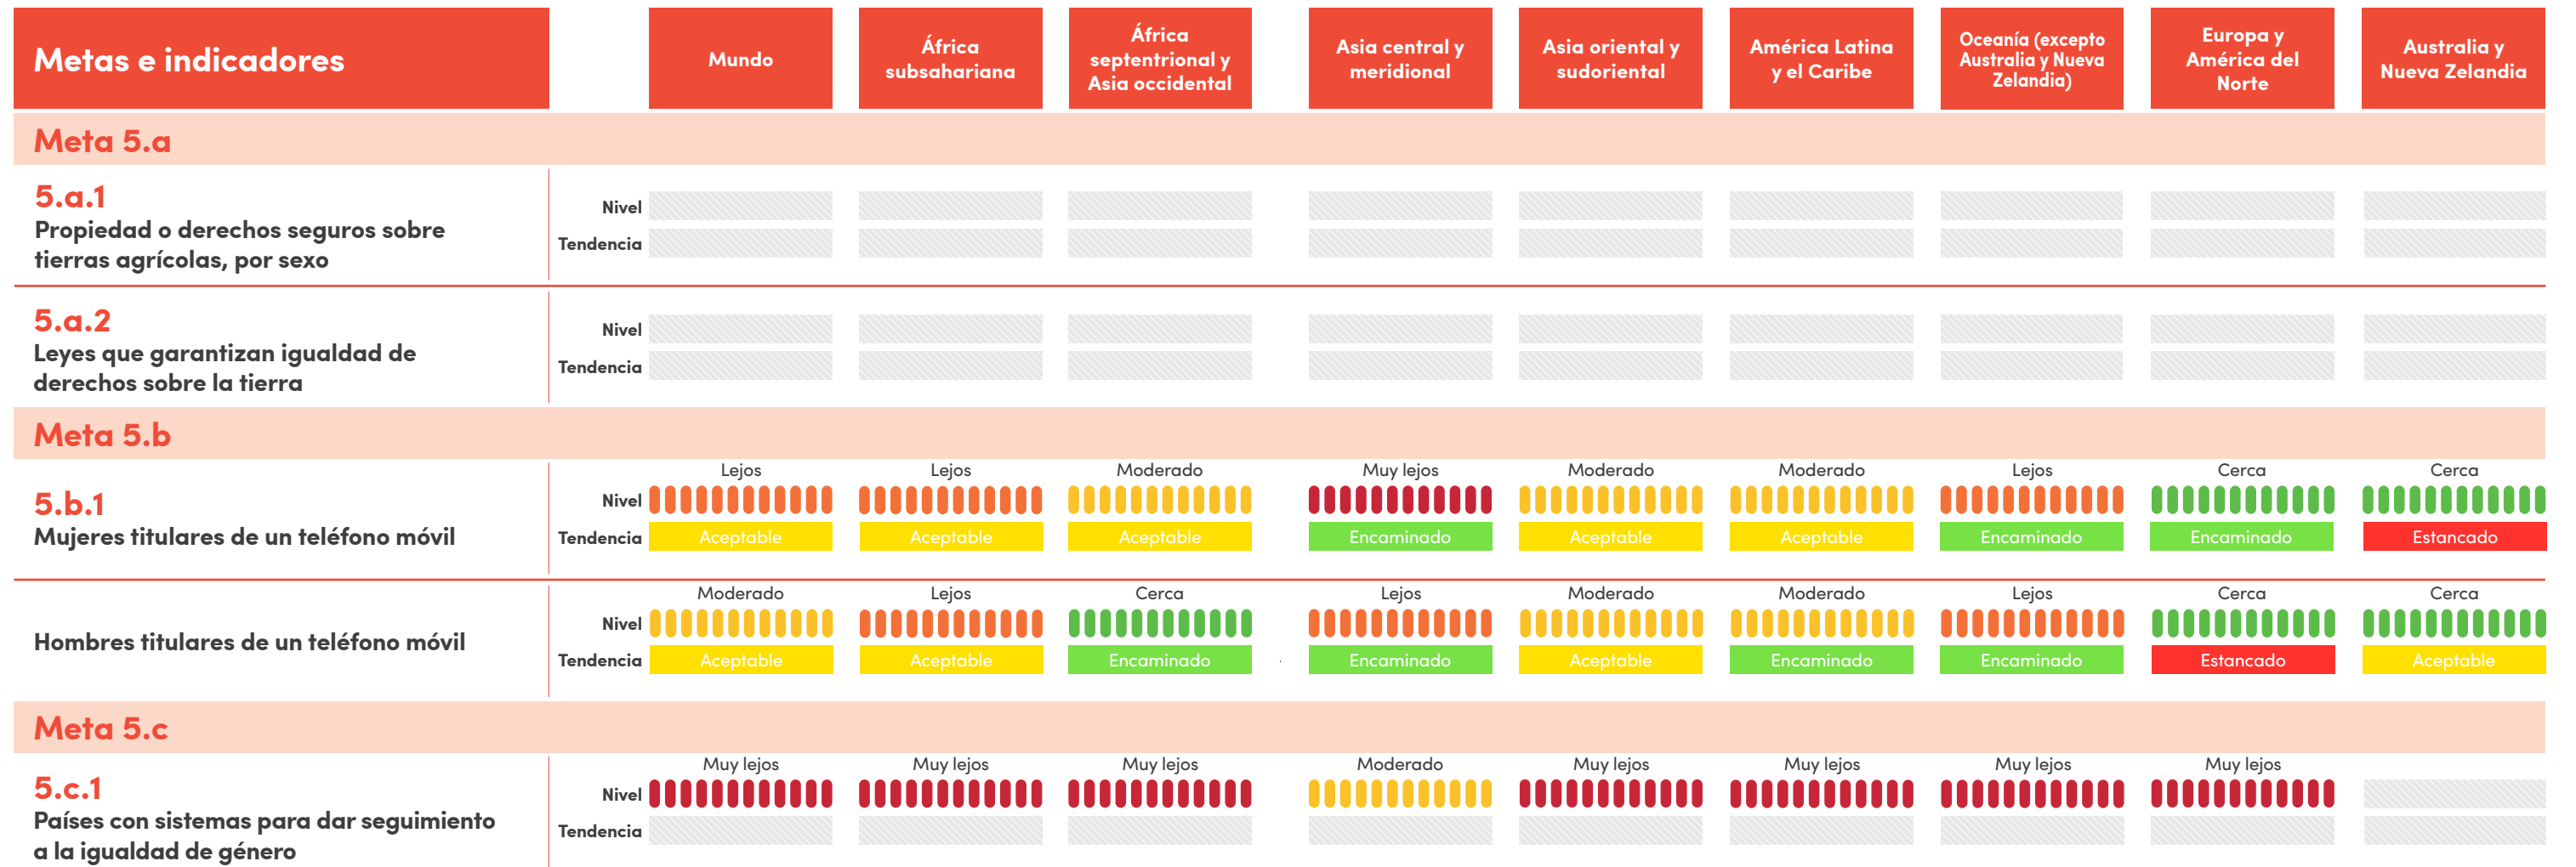 Metas e indicadores
Mundo
África
subsahariana
África
septentrional y
Asia occidental
Asia central y
meridional
Asia oriental y
sudoriental
América Latina
y el Caribe
Oceanía (excepto
Australia y Nueva
Zelandia)
Europa y
América del
Norte
Australia y
Nueva Zelandia
Meta 5.a
5.a.1
Propiedad o derechos seguros sobre
tierras agrícolas, por sexo
Nivel
Tendencia
5.a.2
Leyes que garantizan igualdad de
derechos sobre la tierra
Nivel
Tendencia
Meta 5.b
5.b.1
Mujeres titulares de un teléfono móvil
Lejos Lejos Moderado Muy lejos Moderado Moderado Lejos Cerca Cerca
Nivel
Tendencia Aceptable Aceptable Aceptable Encaminado Aceptable Aceptable Encaminado Encaminado Estancado
Hombres titulares de un teléfono móvil
Moderado Lejos Cerca Lejos Moderado Moderado Lejos Cerca Cerca
Nivel
Tendencia Aceptable Aceptable Encaminado Encaminado Aceptable Encaminado Encaminado Estancado Aceptable
Meta 5.c
5.c.1
Países con sistemas para dar seguimiento
a la igualdad de género
Muy lejos Muy lejos Muy lejos Moderado Muy lejos Muy lejos Muy lejos Muy lejos
Nivel
Tendencia